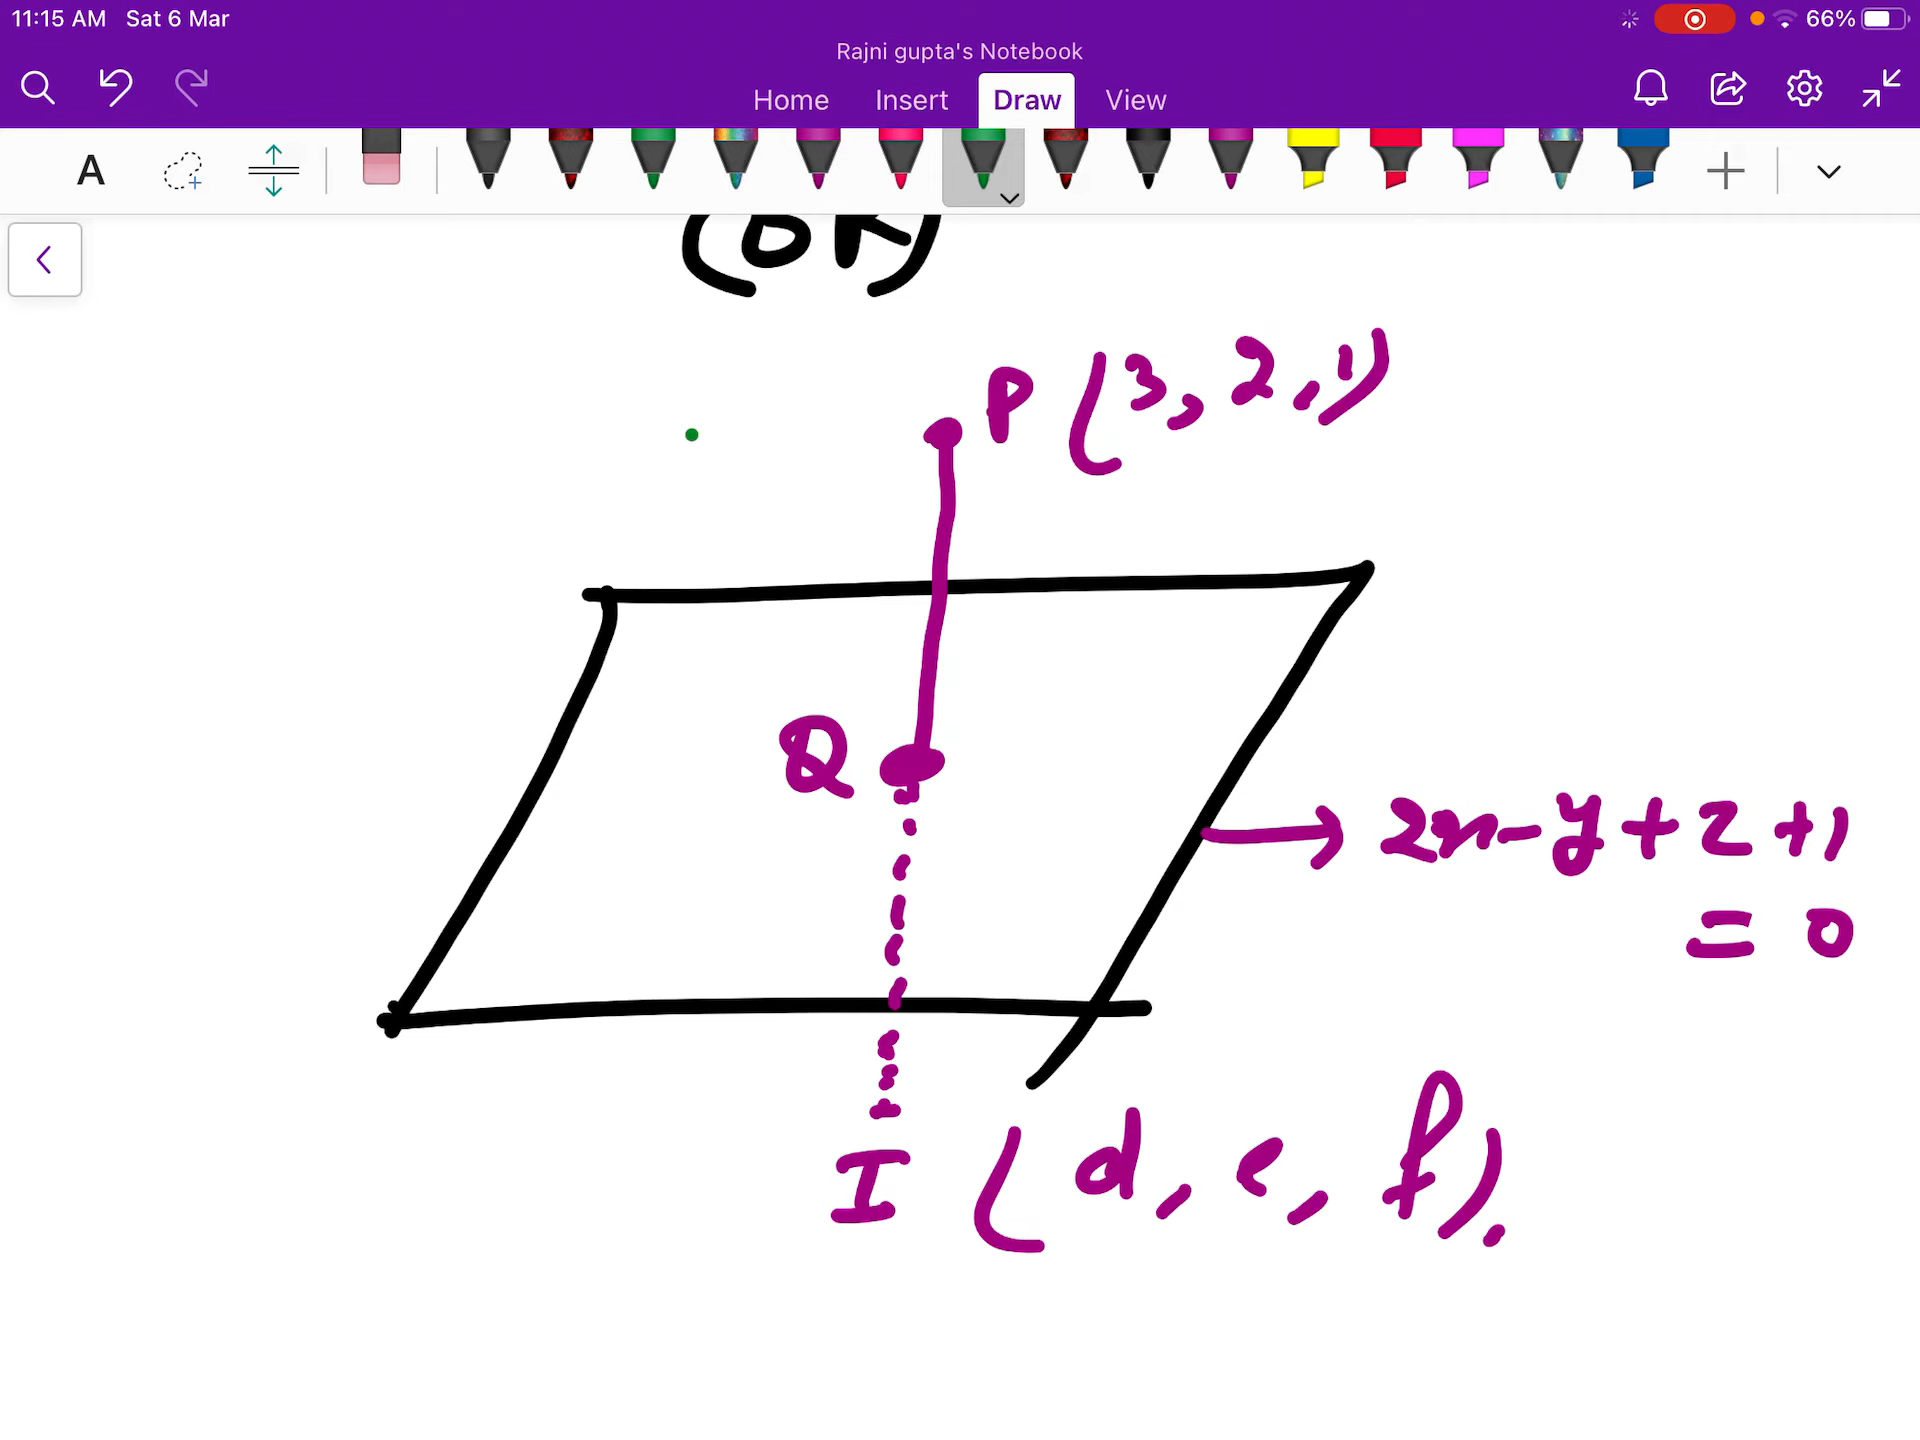 11:15 AM Sat 6 Mar
66%
Rajni gupta's Notebook
Home Insert Draw View
A
(OR)
P (3, 2, 1)
Q
2x-y+z+1
= 0
I (d, e, f).